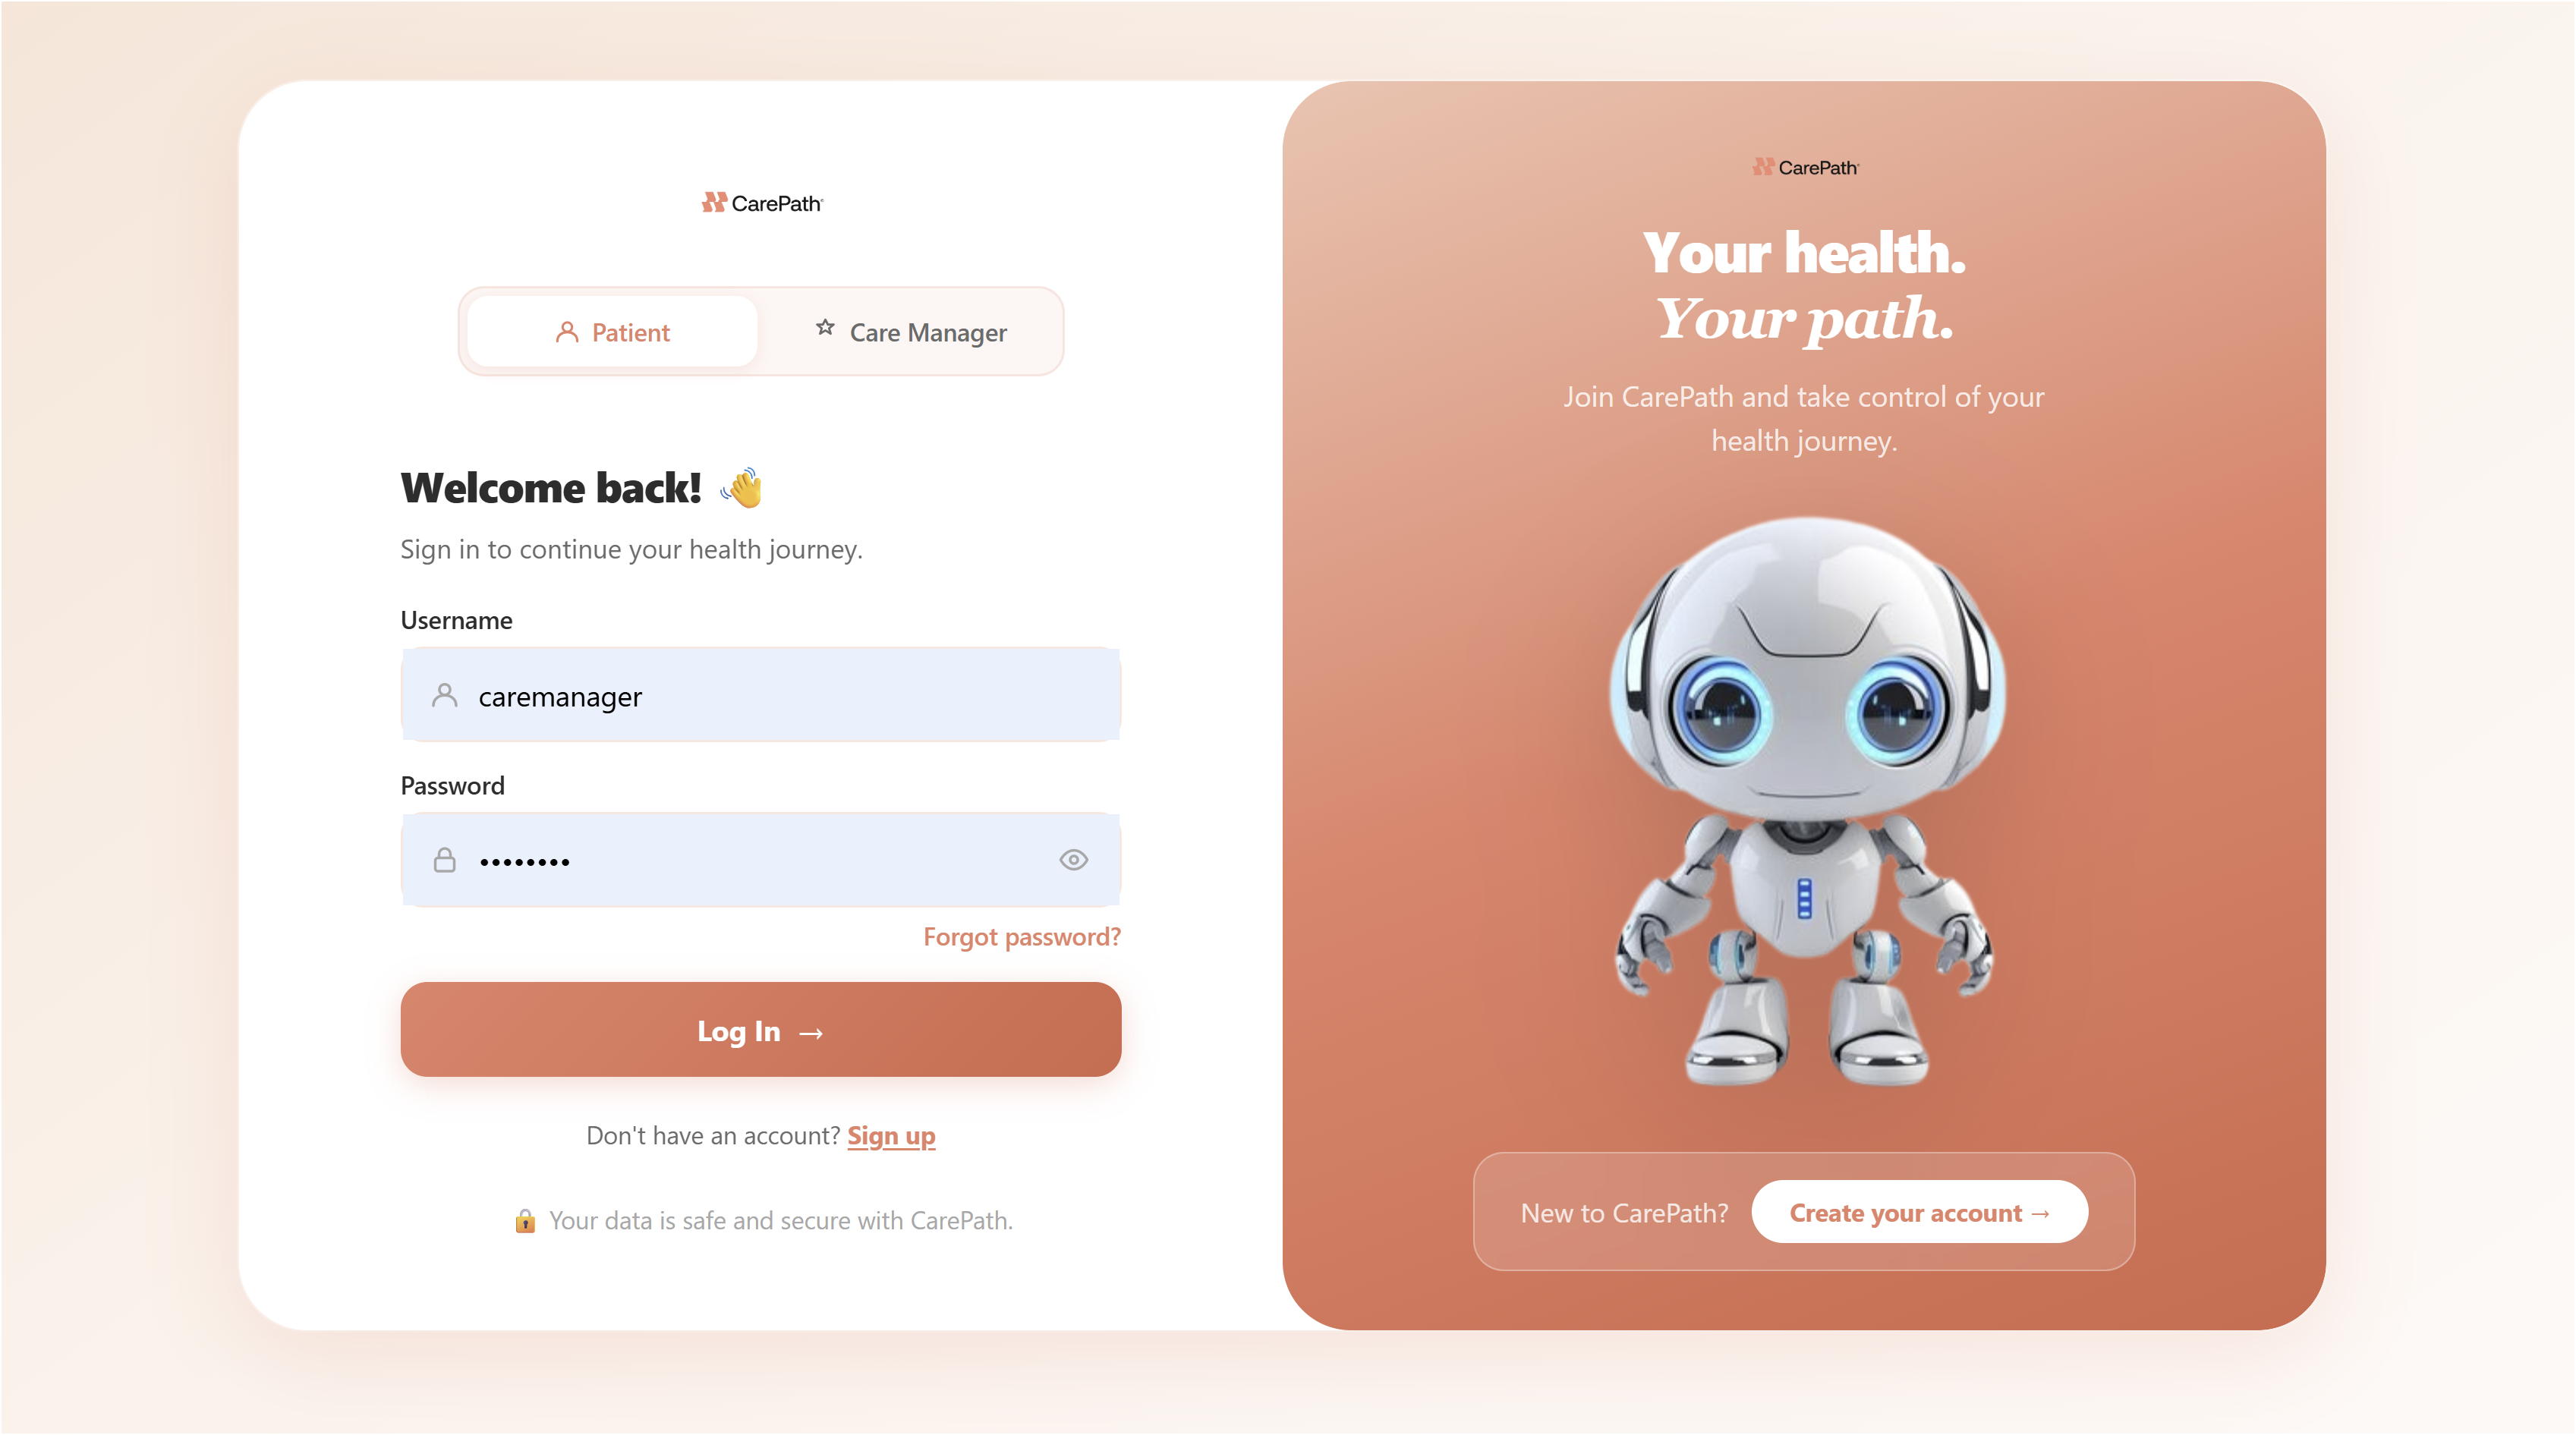 CarePath
Patient
Care Manager
Welcome back! 👋
Sign in to continue your health journey.
Username
caremanager
Password
••••••••
Forgot password?
Log In →
Don't have an account? Sign up
🔒 Your data is safe and secure with CarePath.
CarePath
Your health.
Your path.
Join CarePath and take control of your
health journey.
New to CarePath?
Create your account →